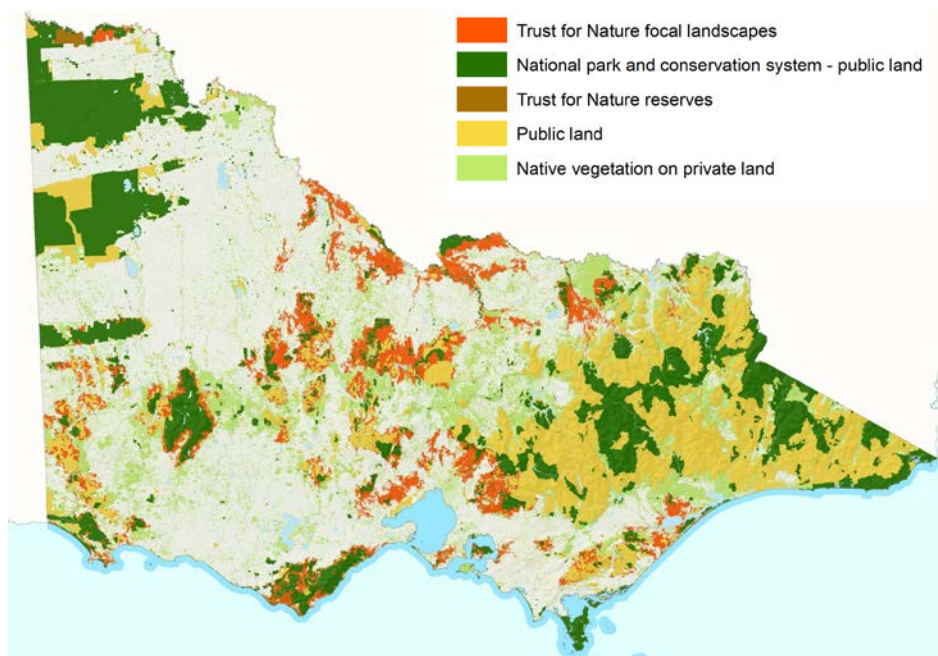 Trust for Nature focal landscapes
National park and conservation system - public land
Trust for Nature reserves
Public land
Native vegetation on private land